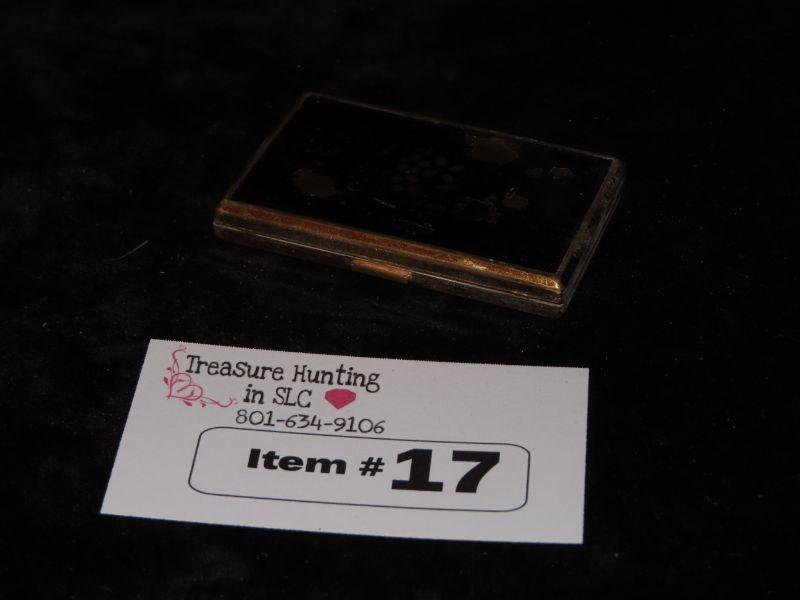 Treasure Hunting
in SLC
801-634-9106
Item #17